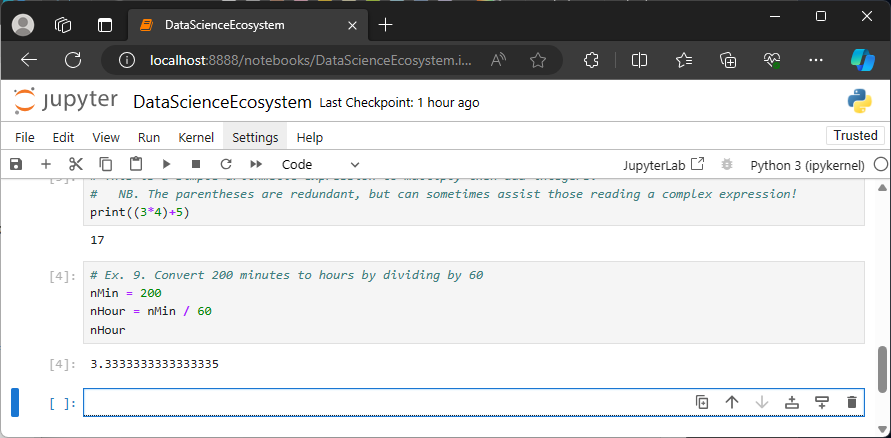 DataScienceEcosystem
localhost:8888/notebooks/DataScienceEcosystem.i...
jupyter DataScienceEcosystem Last Checkpoint: 1 hour ago
File Edit View Run Kernel Settings Help Trusted
Code JupyterLab Python 3 (ipykernel)
# NB. The parentheses are redundant, but can sometimes assist those reading a complex expression!
print((3*4)+5)
17
[4]: # Ex. 9. Convert 200 minutes to hours by dividing by 60
nMin = 200
nHour = nMin / 60
nHour
[4]: 3.3333333333333335
[ ]: